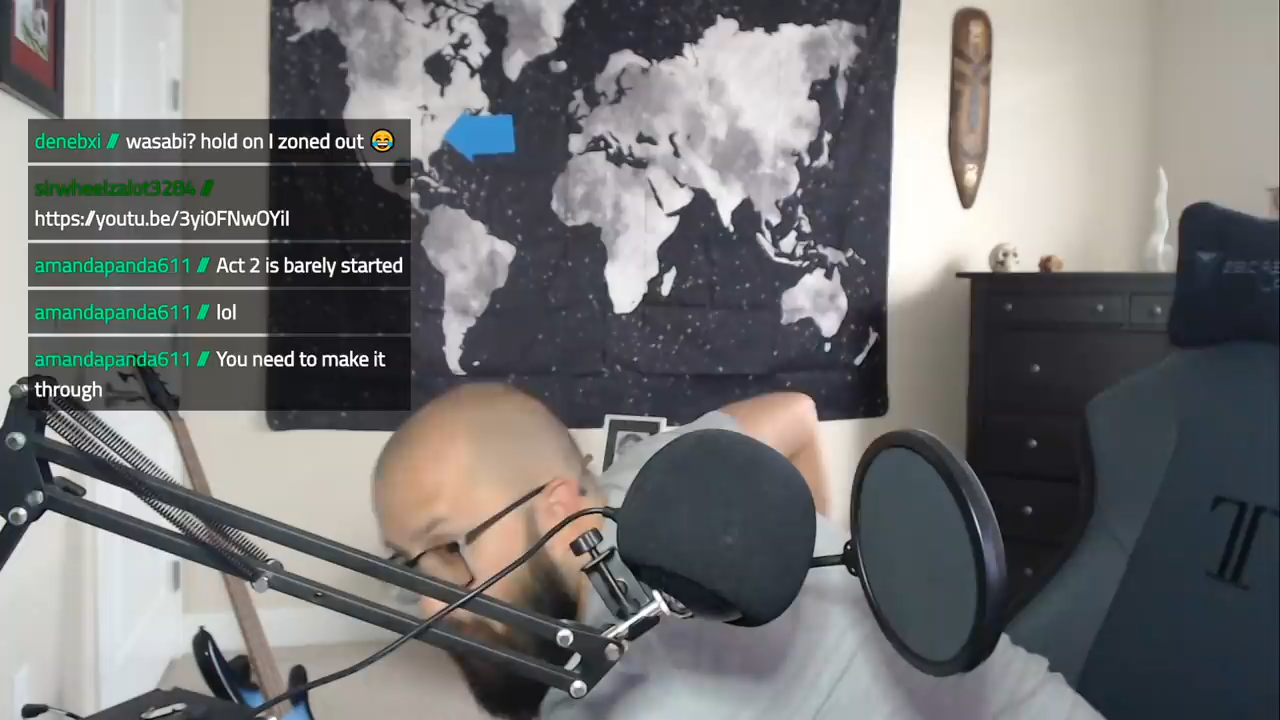 denebxi // wasabi? hold on I zoned out 😂
sirwheelzalot3284 //
https://youtu.be/3yiOFNwOYiI
amandapanda611 // Act 2 is barely started
amandapanda611 // lol
amandapanda611 // You need to make it
through